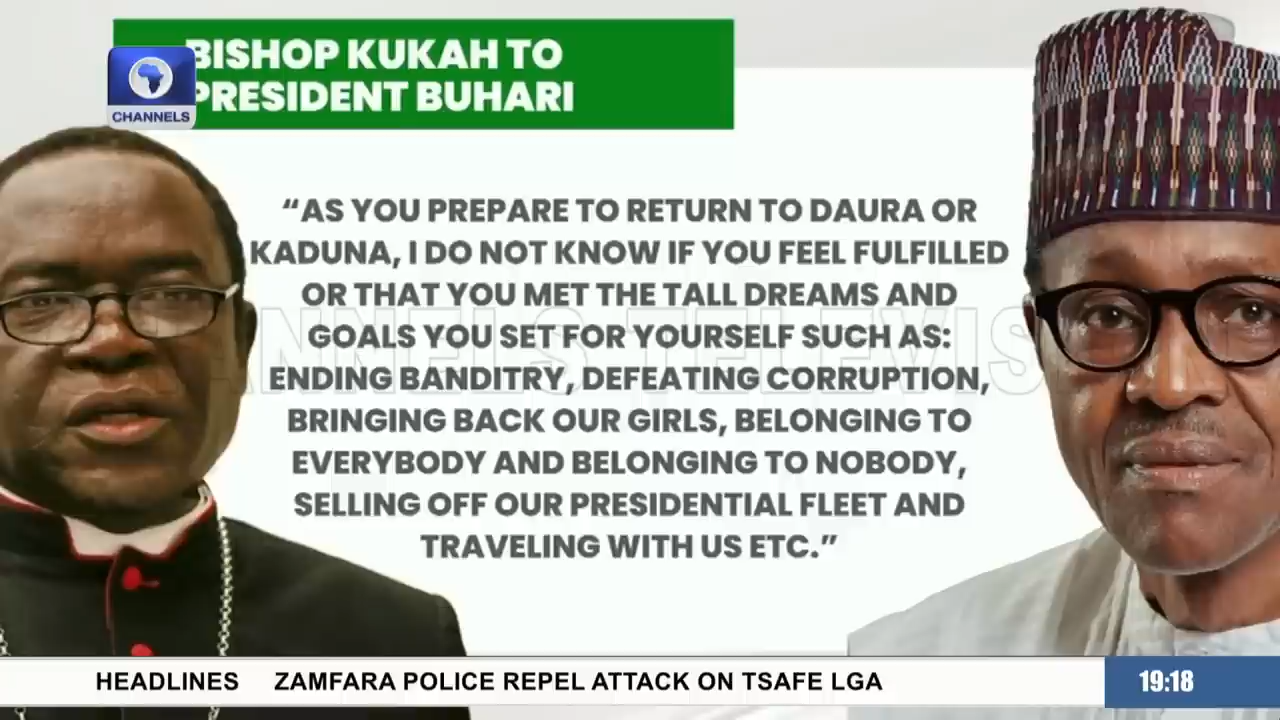 BISHOP KUKAH TO
PRESIDENT BUHARI
CHANNELS
“AS YOU PREPARE TO RETURN TO DAURA OR
KADUNA, I DO NOT KNOW IF YOU FEEL FULFILLED
OR THAT YOU MET THE TALL DREAMS AND
GOALS YOU SET FOR YOURSELF SUCH AS:
ENDING BANDITRY, DEFEATING CORRUPTION,
BRINGING BACK OUR GIRLS, BELONGING TO
EVERYBODY AND BELONGING TO NOBODY,
SELLING OFF OUR PRESIDENTIAL FLEET AND
TRAVELING WITH US ETC.”
HEADLINES ZAMFARA POLICE REPEL ATTACK ON TSAFE LGA
19:18